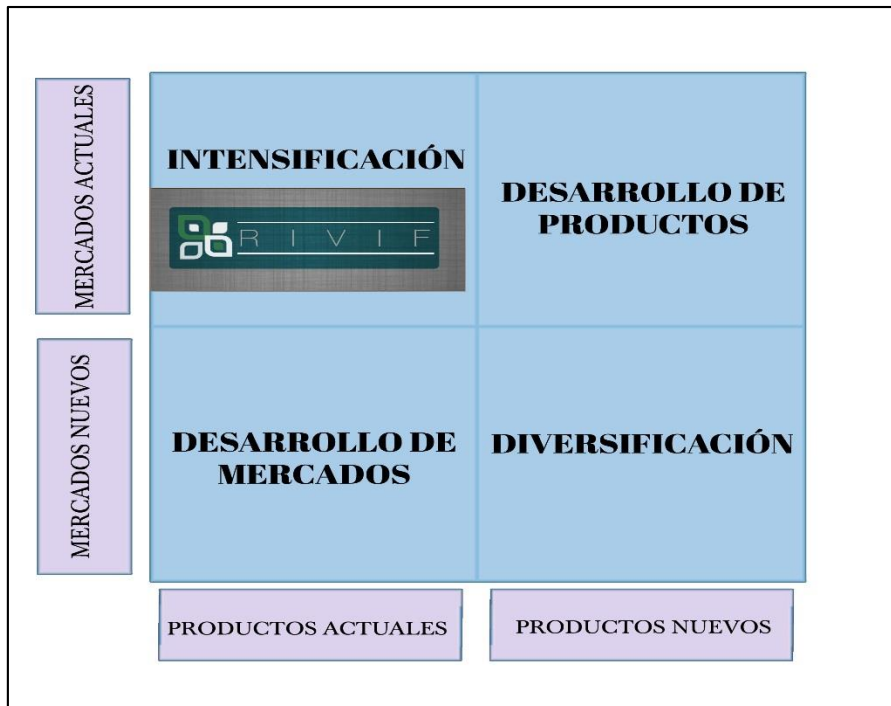 MERCADOS ACTUALES
INTENSIFICACIÓN
RIVIF
DESARROLLO DE
PRODUCTOS
MERCADOS NUEVOS
DESARROLLO DE
MERCADOS
DIVERSIFICACIÓN
PRODUCTOS ACTUALES
PRODUCTOS NUEVOS